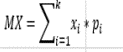 MX = ∑_{i=1}^{k} x_i * p_i